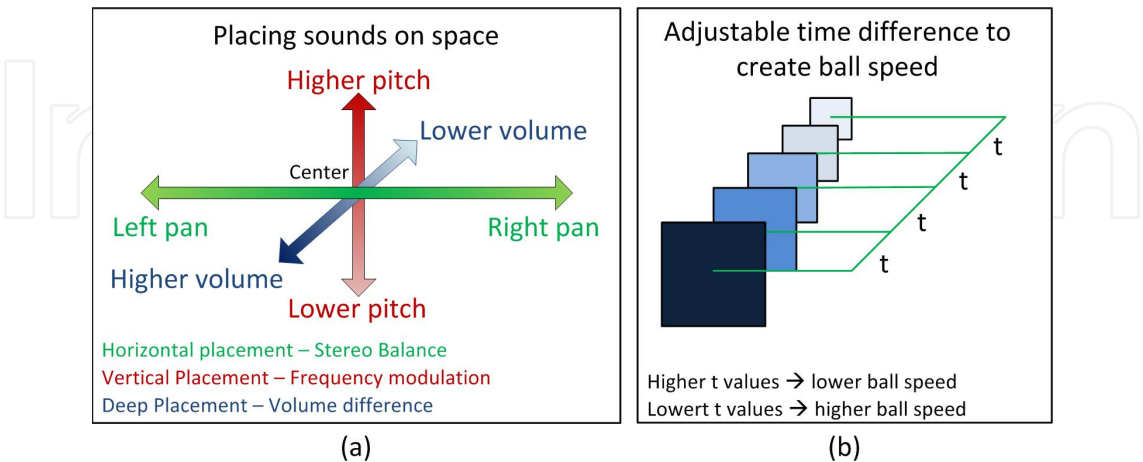 Placing sounds on space
Higher pitch
Lower volume
Center
Left pan
Right pan
Higher volume
Lower pitch
Horizontal placement – Stereo Balance
Vertical Placement – Frequency modulation
Deep Placement – Volume difference
(a)
Adjustable time difference to
create ball speed
t
t
t
t
Higher t values → lower ball speed
Lowert t values → higher ball speed
(b)